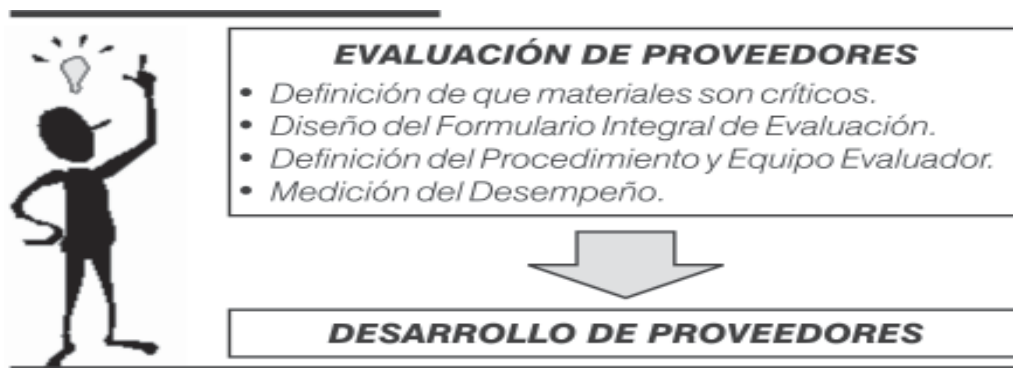 EVALUACIÓN DE PROVEEDORES
• Definición de que materiales son críticos.
• Diseño del Formulario Integral de Evaluación.
• Definición del Procedimiento y Equipo Evaluador.
• Medición del Desempeño.
DESARROLLO DE PROVEEDORES